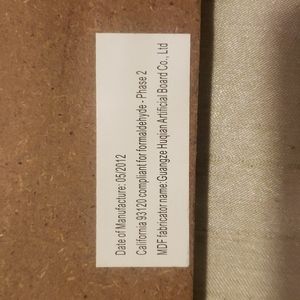 Date of Manufacture: 05/2012
California 93120 compliant for formaldehyde - Phase 2
MDF fabricator name:Guangze Huqian Artificial Board Co., Ltd